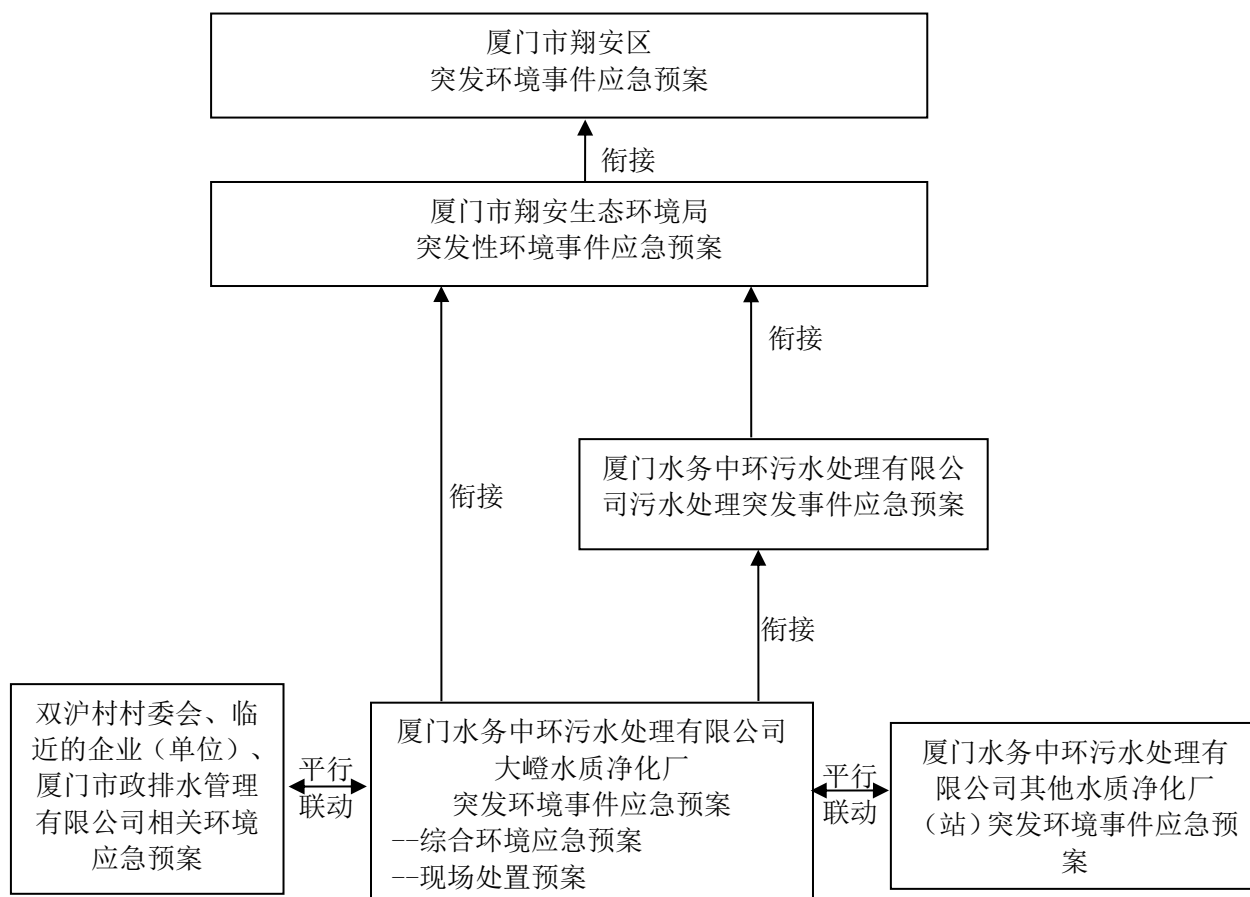 厦门市翔安区
突发环境事件应急预案
衔接
厦门市翔安生态环境局
突发性环境事件应急预案
衔接
厦门水务中环污水处理有限公
司污水处理突发事件应急预案
衔接
衔接
双沪村村委会、临
近的企业（单位）、
厦门市政排水管理
有限公司相关环境
应急预案
平行
联动
厦门水务中环污水处理有限公司
大嶝水质净化厂
突发环境事件应急预案
--综合环境应急预案
--现场处置预案
平行
联动
厦门水务中环污水处理有
限公司其他水质净化厂
（站）突发环境事件应急预
案